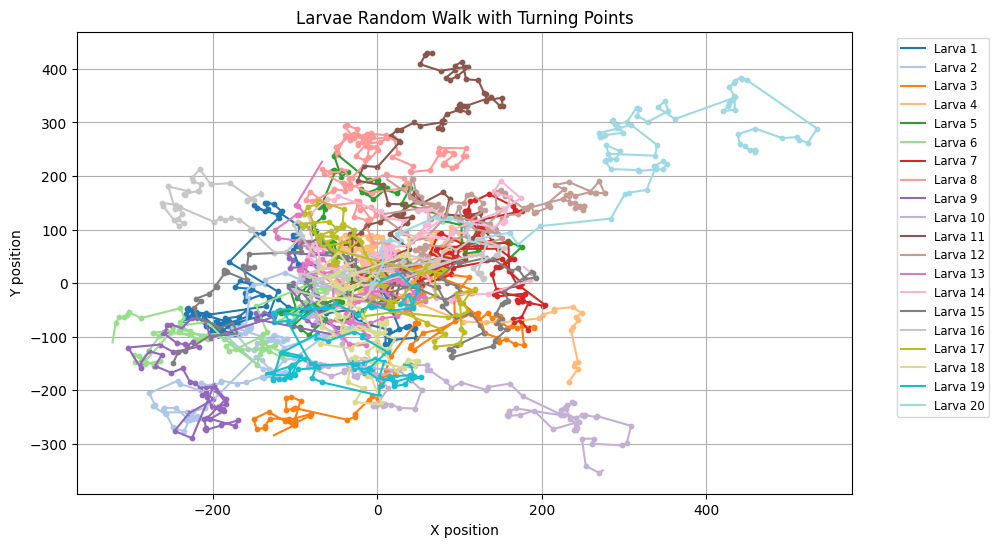 Larvae Random Walk with Turning Points
Y position
400
300
200
100
0
−100
−200
−300
−200
0
200
400
X position
Larva 1
Larva 2
Larva 3
Larva 4
Larva 5
Larva 6
Larva 7
Larva 8
Larva 9
Larva 10
Larva 11
Larva 12
Larva 13
Larva 14
Larva 15
Larva 16
Larva 17
Larva 18
Larva 19
Larva 20